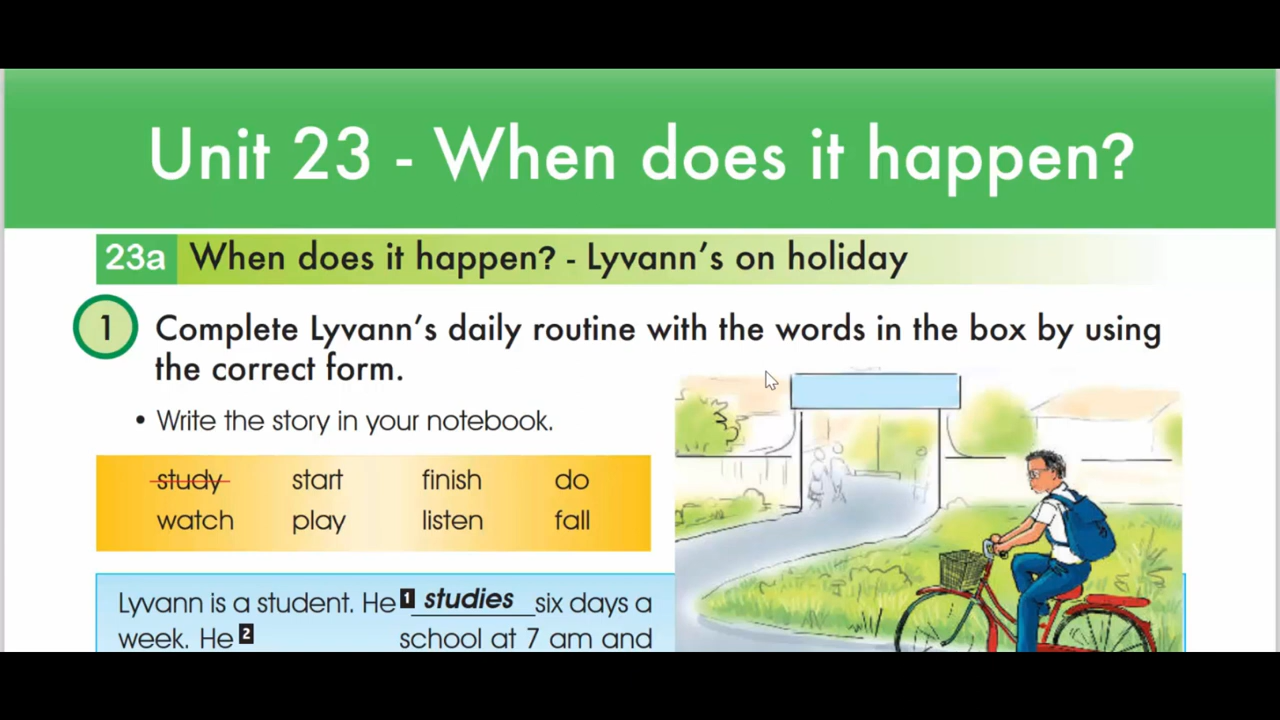 Unit 23 - When does it happen?
23a When does it happen? - Lyvann's on holiday
1 Complete Lyvann's daily routine with the words in the box by using
the correct form.
• Write the story in your notebook.
study start finish do
watch play listen fall
Lyvann is a student. He 1 studies six days a
week. He 2 school at 7 am and